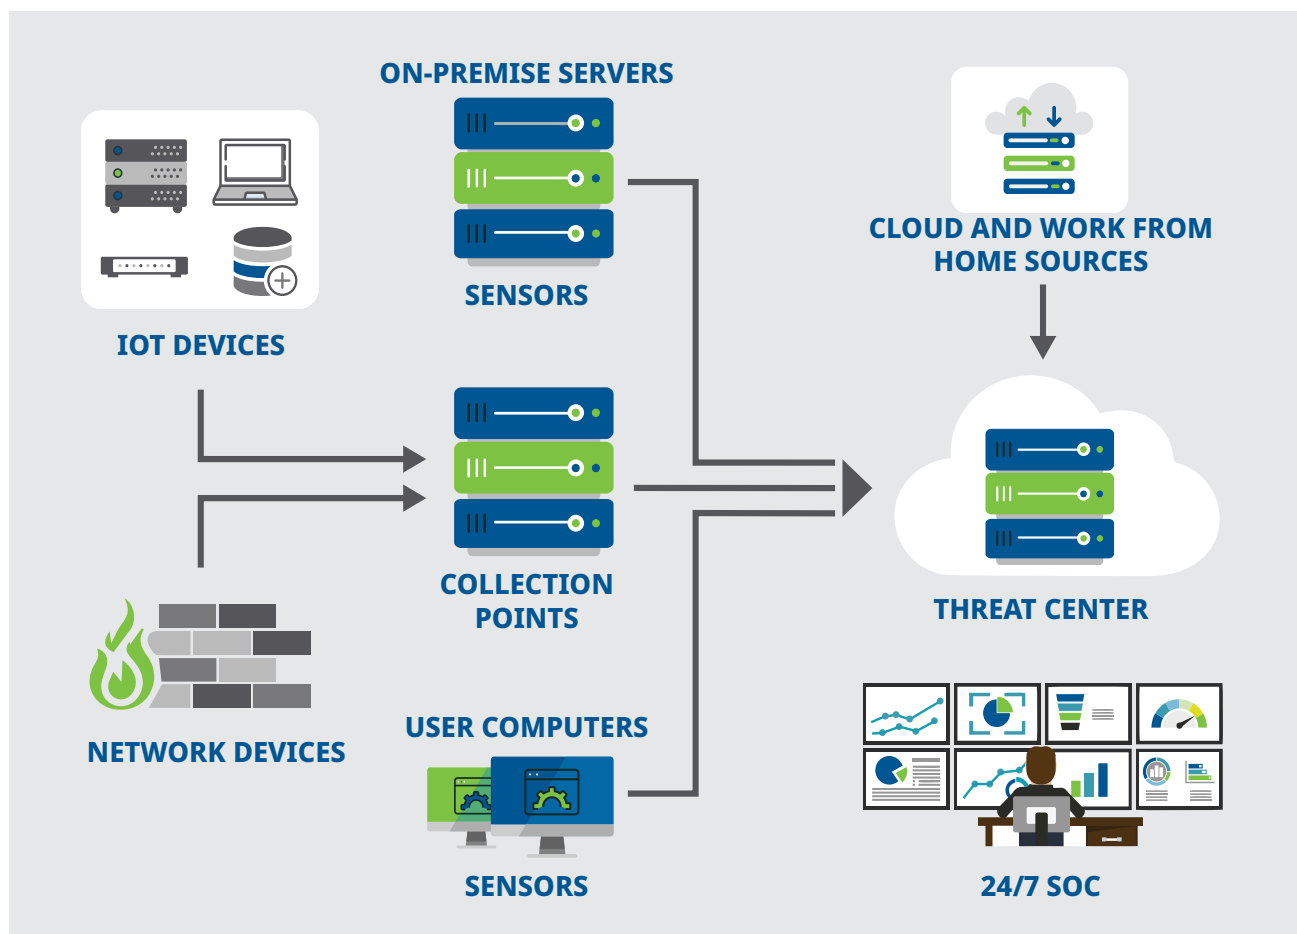 ON-PREMISE SERVERS
SENSORS
IOT DEVICES
CLOUD AND WORK FROM
HOME SOURCES
COLLECTION
POINTS
THREAT CENTER
NETWORK DEVICES
USER COMPUTERS
SENSORS
24/7 SOC